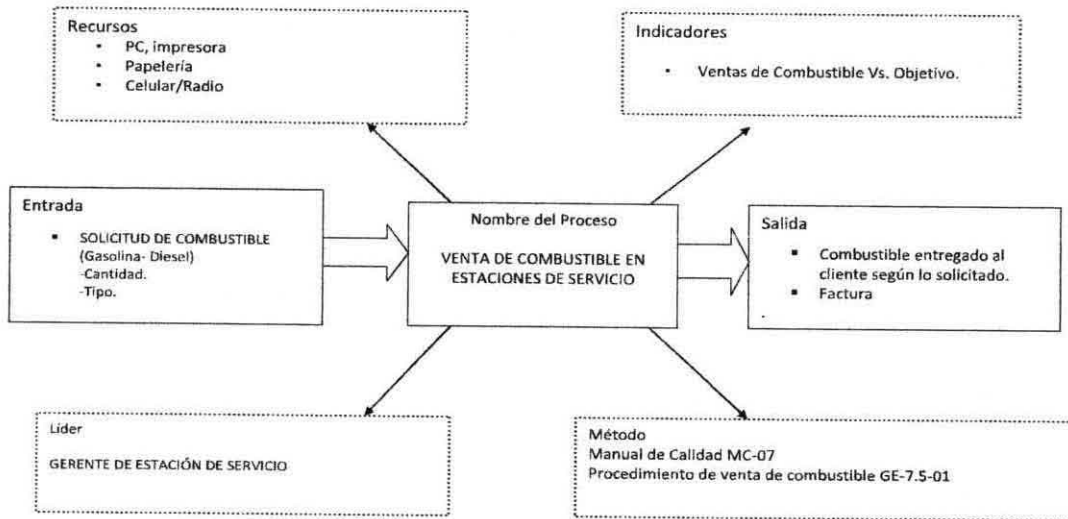 Recursos
▪ PC, impresora
▪ Papelería
▪ Celular/Radio
Indicadores
▪ Ventas de Combustible Vs. Objetivo.
Entrada
▪ SOLICITUD DE COMBUSTIBLE
(Gasolina- Diesel)
-Cantidad.
-Tipo.
Nombre del Proceso
VENTA DE COMBUSTIBLE EN
ESTACIONES DE SERVICIO
Salida
▪ Combustible entregado al
cliente según lo solicitado.
▪ Factura
.
Líder
GERENTE DE ESTACIÓN DE SERVICIO
Método
Manual de Calidad MC-07
Procedimiento de venta de combustible GE-7.5-01